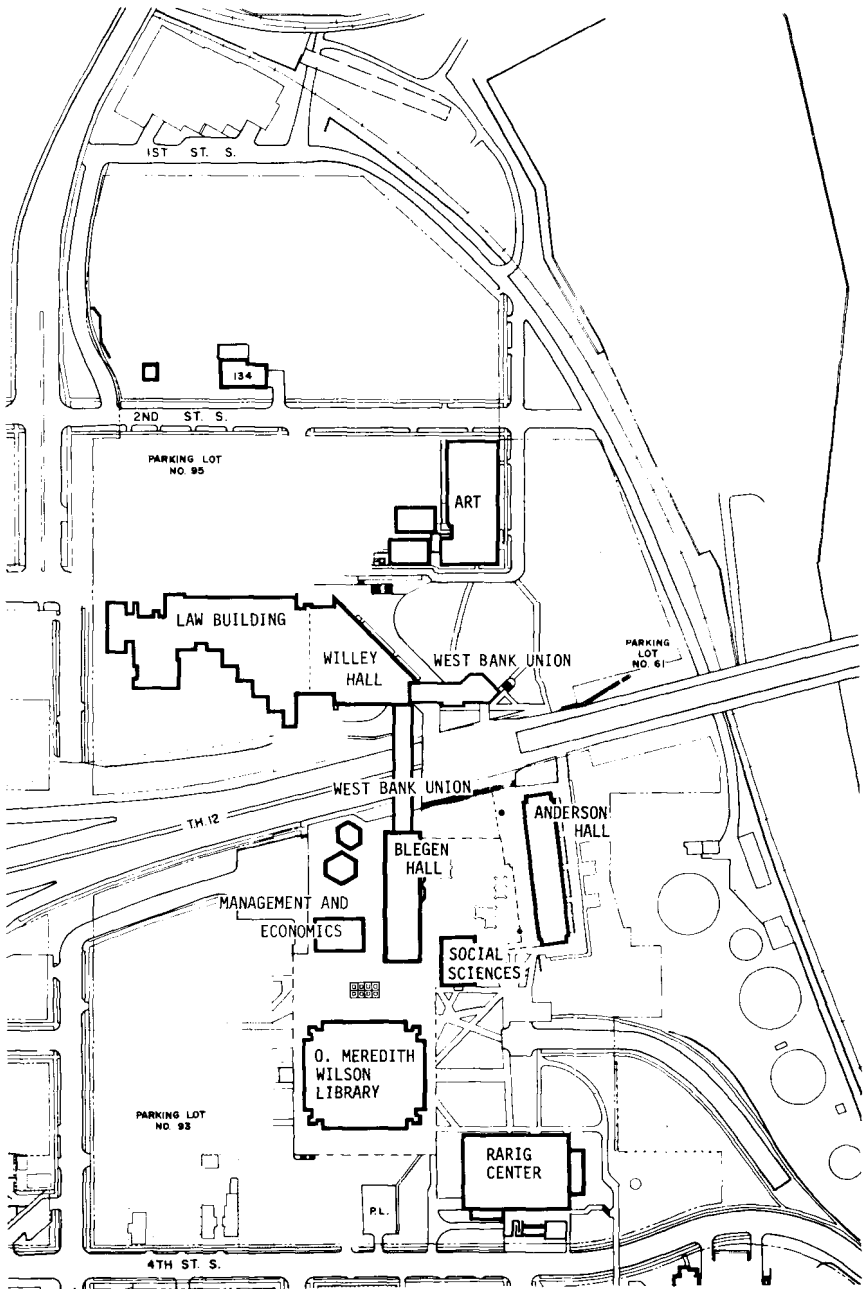 1ST ST. S.
134
2ND ST. S.
PARKING LOT
NO. 95
ART
LAW BUILDING
WILLEY
HALL
WEST BANK UNION
PARKING
LOT
NO. 61
WEST BANK UNION
T.H. 12
ANDERSON
HALL
BLEGEN
HALL
MANAGEMENT AND
ECONOMICS
SOCIAL
SCIENCES
O. MEREDITH
WILSON
LIBRARY
PARKING LOT
NO. 93
RARIG
CENTER
P.L.
4TH ST. S.